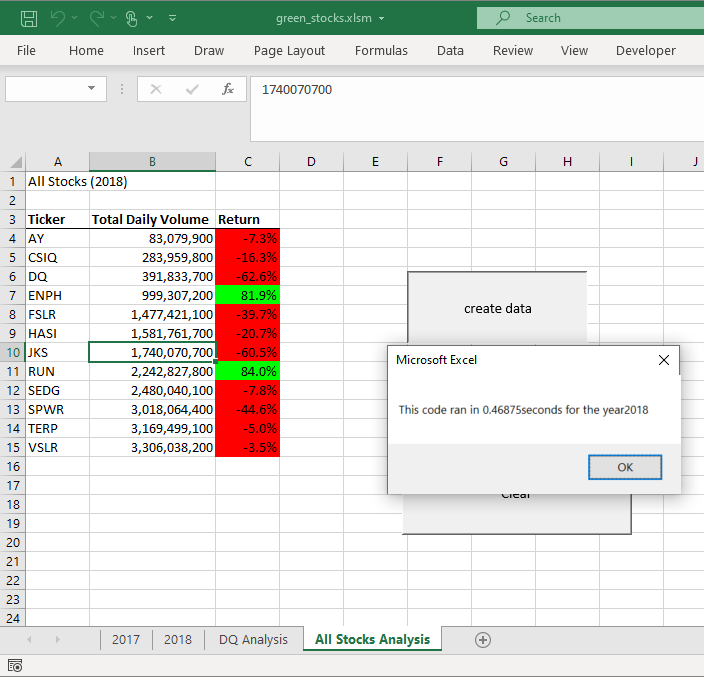 green_stocks.xlsm
Search
File Home Insert Draw Page Layout Formulas Data Review View Developer
fx 1740070700
A B C D E F G H I J
1 All Stocks (2018)
2
3 Ticker Total Daily Volume Return
4 AY 83,079,900 -7.3%
5 CSIQ 283,959,800 -16.3%
6 DQ 391,833,700 -62.6%
7 ENPH 999,307,200 81.9%
8 FSLR 1,477,421,100 -39.7%
9 HASI 1,581,761,700 -20.7%
10 JKS 1,740,070,700 -60.5%
11 RUN 2,242,827,800 84.0%
12 SEDG 2,480,040,100 -7.8%
13 SPWR 3,018,064,400 -44.6%
14 TERP 3,169,499,100 -5.0%
15 VSLR 3,306,038,200 -3.5%
16
17
18
19
20
21
22
23
24
create data
Microsoft Excel
This code ran in 0.46875seconds for the year2018
OK
Clear
2017 2018 DQ Analysis All Stocks Analysis